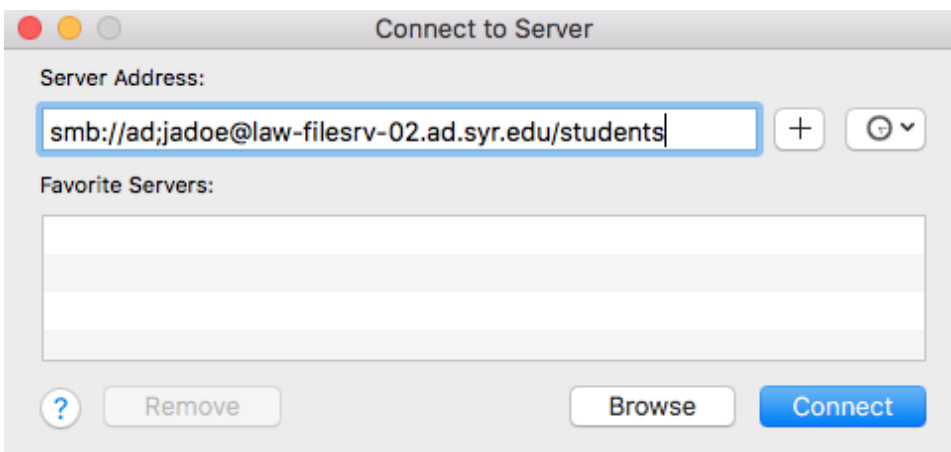 Connect to Server
Server Address:
smb://ad;jadoe@law-filesrv-02.ad.syr.edu/students
Favorite Servers:
? Remove Browse Connect